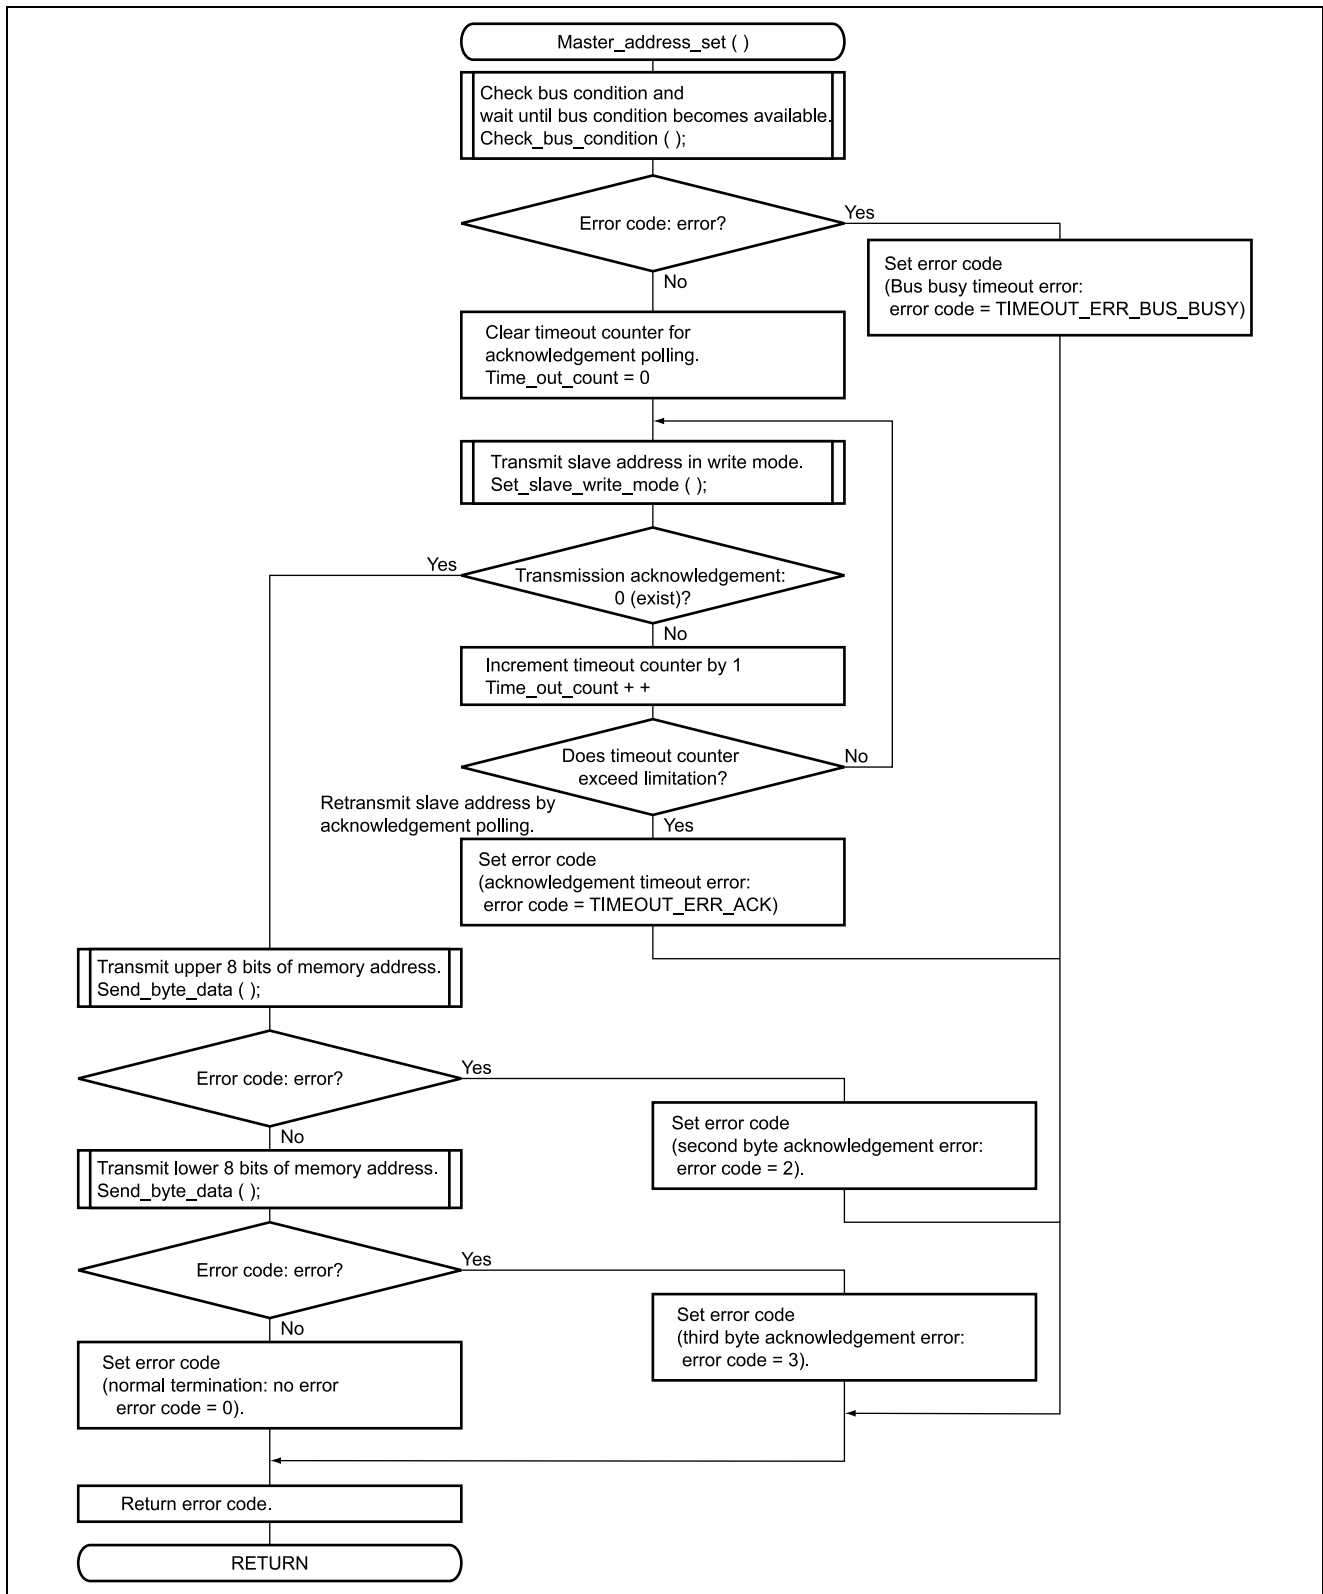 Master_address_set ( )
Check bus condition and
wait until bus condition becomes available.
Check_bus_condition ( );
Error code: error?
Yes
Set error code
(Bus busy timeout error:
error code = TIMEOUT_ERR_BUS_BUSY)
No
Clear timeout counter for
acknowledgement polling.
Time_out_count = 0
Transmit slave address in write mode.
Set_slave_write_mode ( );
Yes
Transmission acknowledgement:
0 (exist)?
No
Increment timeout counter by 1
Time_out_count + +
Does timeout counter
exceed limitation?
No
Retransmit slave address by
acknowledgement polling.
Yes
Set error code
(acknowledgement timeout error:
error code = TIMEOUT_ERR_ACK)
Transmit upper 8 bits of memory address.
Send_byte_data ( );
Error code: error?
Yes
Set error code
(second byte acknowledgement error:
error code = 2).
No
Transmit lower 8 bits of memory address.
Send_byte_data ( );
Error code: error?
Yes
Set error code
(third byte acknowledgement error:
error code = 3).
No
Set error code
(normal termination: no error
error code = 0).
Return error code.
RETURN